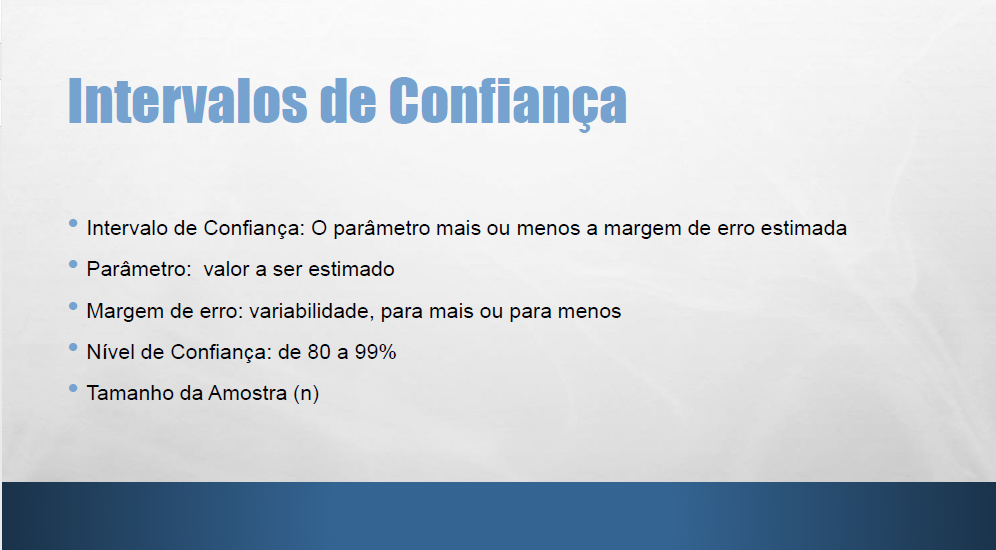 Intervalos de Confiança
• Intervalo de Confiança: O parâmetro mais ou menos a margem de erro estimada
• Parâmetro:  valor a ser estimado
• Margem de erro: variabilidade, para mais ou para menos
• Nível de Confiança: de 80 a 99%
• Tamanho da Amostra (n)